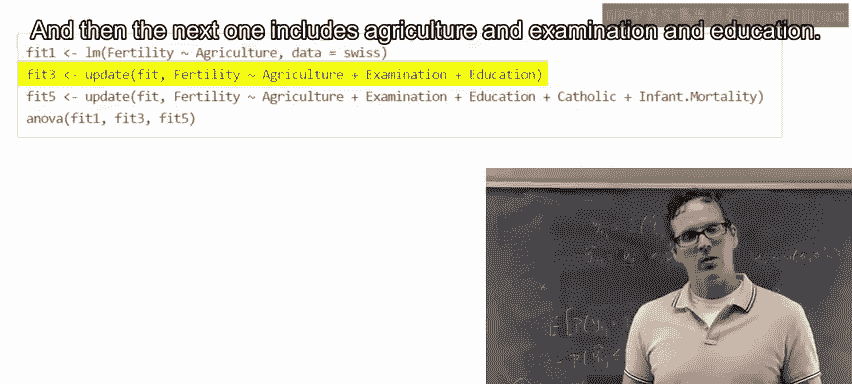 And then the next one includes agriculture and examination and education.
fit1 <- lm(Fertility ~ Agriculture, data = swiss)
fit3 <- update(fit, Fertility ~ Agriculture + Examination + Education)
fit5 <- update(fit, Fertility ~ Agriculture + Examination + Education + Catholic + Infant.Mortality)
anova(fit1, fit3, fit5)